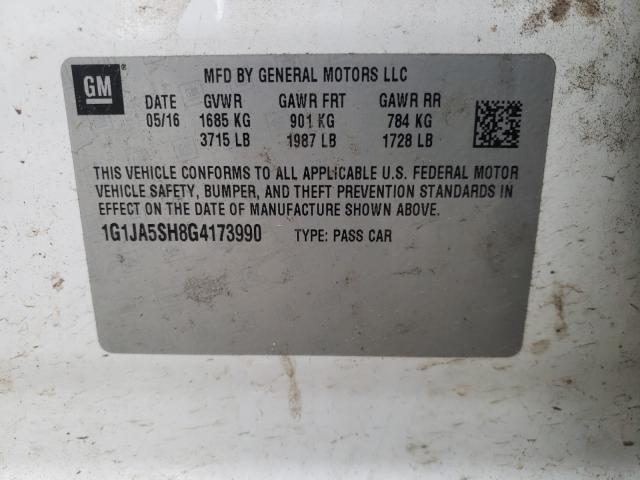 GM
MFD BY GENERAL MOTORS LLC
DATE GVWR GAWR FRT GAWR RR
05/16 1685 KG 901 KG 784 KG
3715 LB 1987 LB 1728 LB
THIS VEHICLE CONFORMS TO ALL APPLICABLE U.S. FEDERAL MOTOR
VEHICLE SAFETY, BUMPER, AND THEFT PREVENTION STANDARDS IN
EFFECT ON THE DATE OF MANUFACTURE SHOWN ABOVE.
1G1JA5SH8G4173990 TYPE: PASS CAR